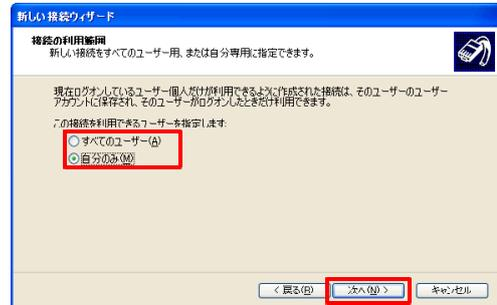 新しい接続ウィザード
接続の利用範囲
新しい接続をすべてのユーザー用、または自分専用に指定できます。
現在ログオンしているユーザー個人だけが利用できるように作成された接続は、そのユーザーのユーザー
アカウントに保存され、そのユーザーがログオンしたときだけ利用できます。
この接続を利用できるユーザーを指定します:
すべてのユーザー(A)
自分のみ(M)
< 戻る(B)
次へ(N) >
キャンセル